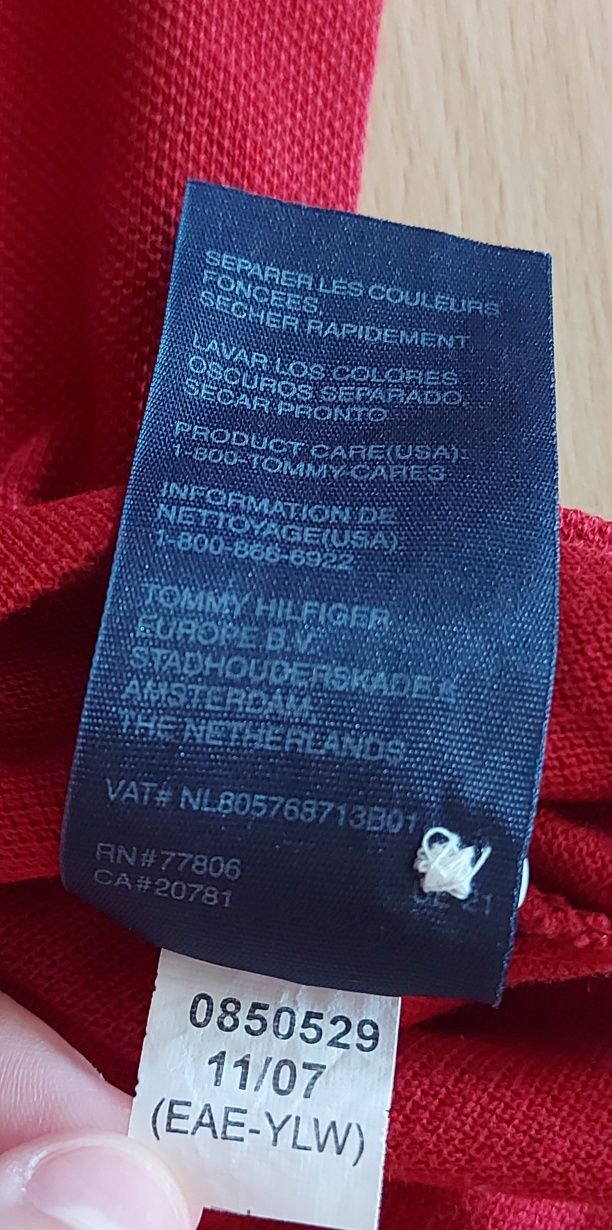 SEPARER LES COULEURS
FONCEES,
SECHER RAPIDEMENT
LAVAR LOS COLORES
OSCUROS SEPARADO,
SECAR PRONTO
PRODUCT CARE(USA):
1-800-TOMMY-CARES
INFORMATION DE
NETTOYAGE(USA):
1-800-866-6922
TOMMY HILFIGER
EUROPE B.V.
STADHOUDERSKADE 6
AMSTERDAM,
THE NETHERLANDS
VAT# NL805768713B01
RN#77806
CA#20781
21
0850529
11/07
(EAE-YLW)